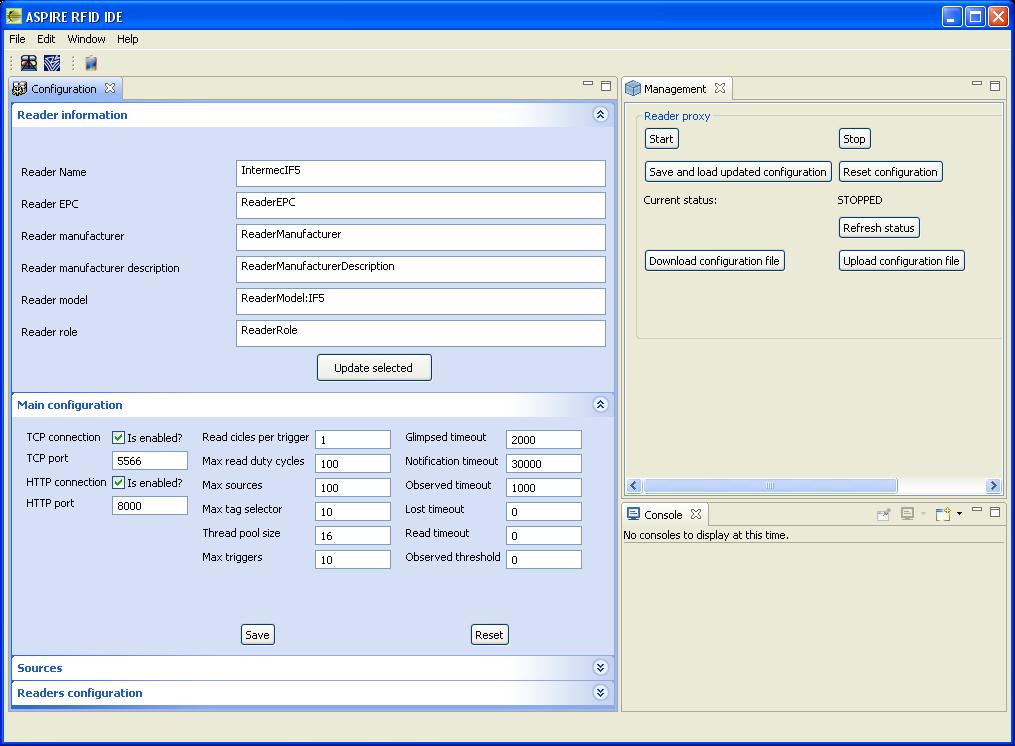 ASPIRE RFID IDE
File Edit Window Help
Configuration
Reader information
Reader Name IntermecIF5
Reader EPC ReaderEPC
Reader manufacturer ReaderManufacturer
Reader manufacturer description ReaderManufacturerDescription
Reader model ReaderModel:IF5
Reader role ReaderRole
Update selected
Main configuration
TCP connection Is enabled? Read cicles per trigger 1 Glimpsed timeout 2000
TCP port 5566 Max read duty cycles 100 Notification timeout 30000
HTTP connection Is enabled? Max sources 100 Observed timeout 1000
HTTP port 8000 Max tag selector 10 Lost timeout 0
Thread pool size 16 Read timeout 0
Max triggers 10 Observed threshold 0
Save Reset
Sources
Readers configuration
Management
Reader proxy
Start Stop
Save and load updated configuration Reset configuration
Current status: STOPPED
Refresh status
Download configuration file Upload configuration file
Console
No consoles to display at this time.